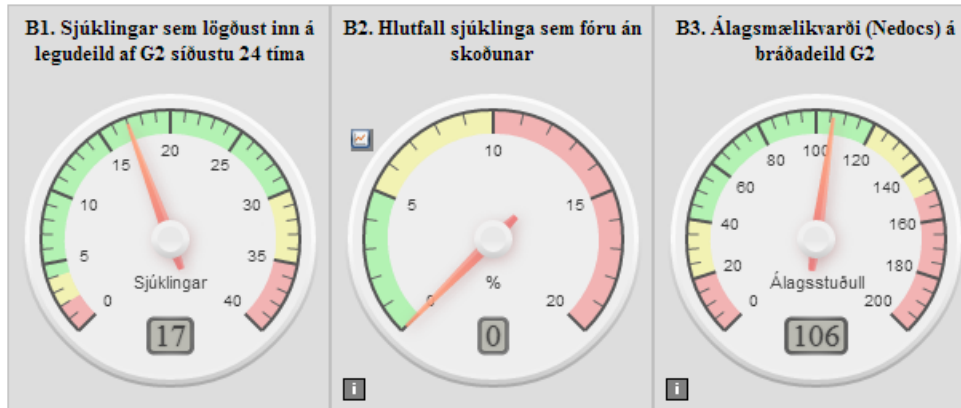 B1. Sjúklingar sem lögðust inn á
legudeild af G2 síðustu 24 tíma
0
5
10
15
20
25
30
35
40
Sjúklingar
17
B2. Hlutfall sjúklinga sem fóru án
skoðunar
0
5
10
15
20
%
0
i
B3. Álagsmælikvarði (Nedocs) á
bráðadeild G2
0
20
40
60
80
100
120
140
160
180
200
Álagsstuðull
106
i